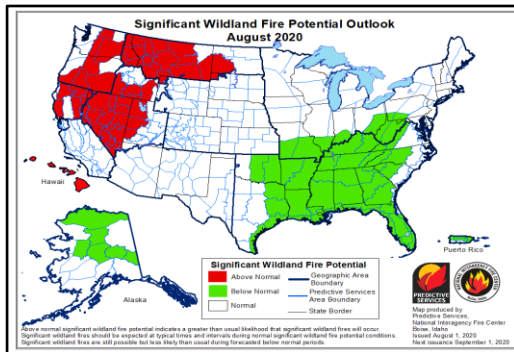 Significant Wildland Fire Potential Outlook
August 2020
Hawaii
Alaska
Puerto Rico
Significant Wildland Fire Potential
Above Normal
Below Normal
Normal
Geographic Area
Boundary
Predictive Services
Area Boundary
State Border
PREDICTIVE
SERVICES
Map produced by
Predictive Services,
National Interagency Fire Center
Boise, Idaho
Issued August 1, 2020
Next issuance September 1, 2020
Above normal significant wildland fire potential indicates a greater than usual likelihood that significant wildland fires will occur.
Significant wildland fires should be expected at typical times and intervals during normal significant wildland fire potential conditions.
Significant wildland fires are still possible but less likely than usual during forecasted below normal periods.